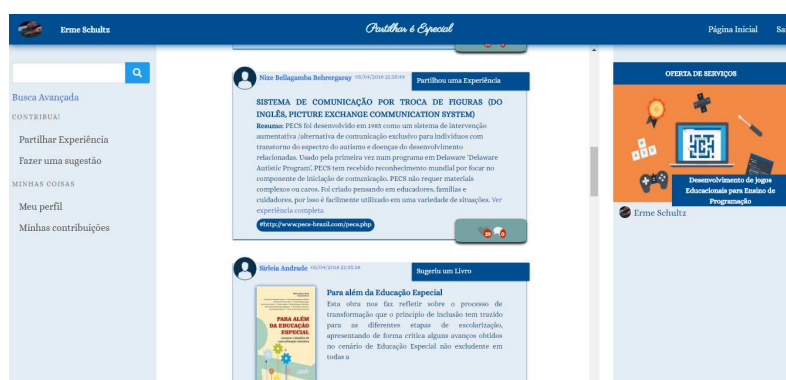 Erme Schultz
Partilhar é Especial
Página Inicial
Sa
Busca Avançada
CONTRIBUA!
Partilhar Experiência
Fazer uma sugestão
MINHAS COISAS
Meu perfil
Minhas contribuições
Nize Bellagamba Behrergaray 05/04/2018 21:25:49
Partilhou uma Experiência
SISTEMA DE COMUNICAÇÃO POR TROCA DE FIGURAS (DO
INGLÊS, PICTURE EXCHANGE COMMUNICATION SYSTEM)
Resumo: PECS foi desenvolvido em 1985 como um sistema de intervenção
aumentativa /alternativa de comunicação exclusivo para indivíduos com
transtorno do espectro do autismo e doenças do desenvolvimento
relacionadas. Usado pela primeira vez num programa em Delaware 'Delaware
Autistic Program'. PECS tem recebido reconhecimento mundial por focar no
componente de iniciação de comunicação. PECS não requer materiais
complexos ou caros. Foi criado pensando em educadores, famílias e
cuidadores, por isso é facilmente utilizado em uma variedade de situações. Ver
experiência completa
#http://www.pecs-brazil.com/pecs.php
Sirleia Andrade 05/04/2018 21:25:28
Sugeriu um Livro
PARA ALÉM
DA EDUCAÇÃO
ESPECIAL
Para além da Educação Especial
Esta obra nos faz refletir sobre o processo de
transformação que o princípio de inclusão tem trazido
para as diferentes etapas de escolarização,
apresentando de forma crítica alguns avanços obtidos
no cenário de Educação Especial não excludente em
todas a
OFERTA DE SERVIÇOS
Desenvolvimento de Jogos
Educacionais para Ensino de
Programação
Erme Schultz